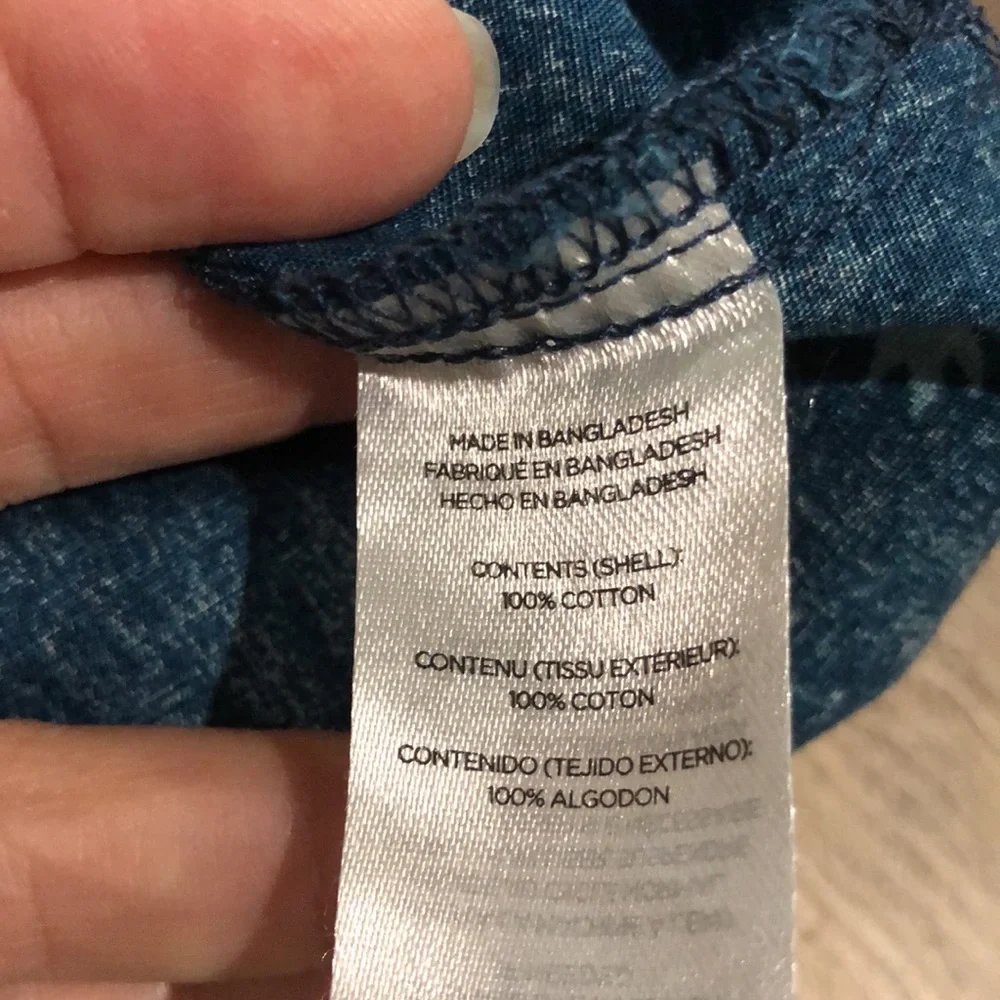 MADE IN BANGLADESH
FABRIQUÉ EN BANGLADESH
HECHO EN BANGLADESH
CONTENTS (SHELL):
100% COTTON
CONTENU (TISSU EXTÉRIEUR):
100% COTON
CONTENIDO (TEJIDO EXTERNO):
100% ALGODON